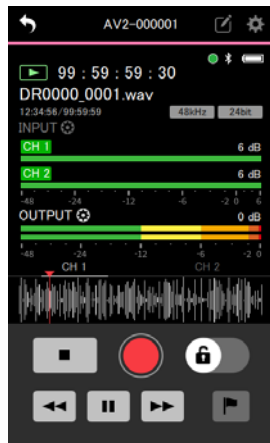 AV2-000001
99 : 59 : 59 : 30
DR0000_0001.wav
12:34:56/99:59:59 48kHz 24bit
INPUT
CH 1 6 dB
CH 2 6 dB
-48 -24 -12 -6 -2 0 6
OUTPUT 0 dB
-48 -24 -12 -6 -2 0
CH 1 CH 2